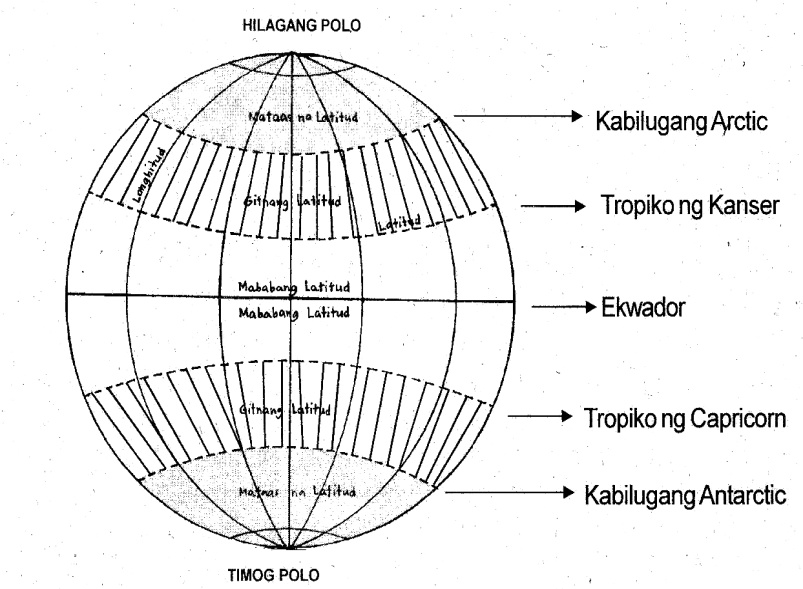 HILAGANG POLO
Mataas na Latitud
Kabilugang Arctic
Longhitud
Gitnang Latitud
Tropiko ng Kanser
Latitud
Mababang Latitud
Ekwador
Mababang Latitud
Gitnang Latitud
Tropiko ng Capricorn
Mataas na Latitud
Kabilugang Antarctic
TIMOG POLO